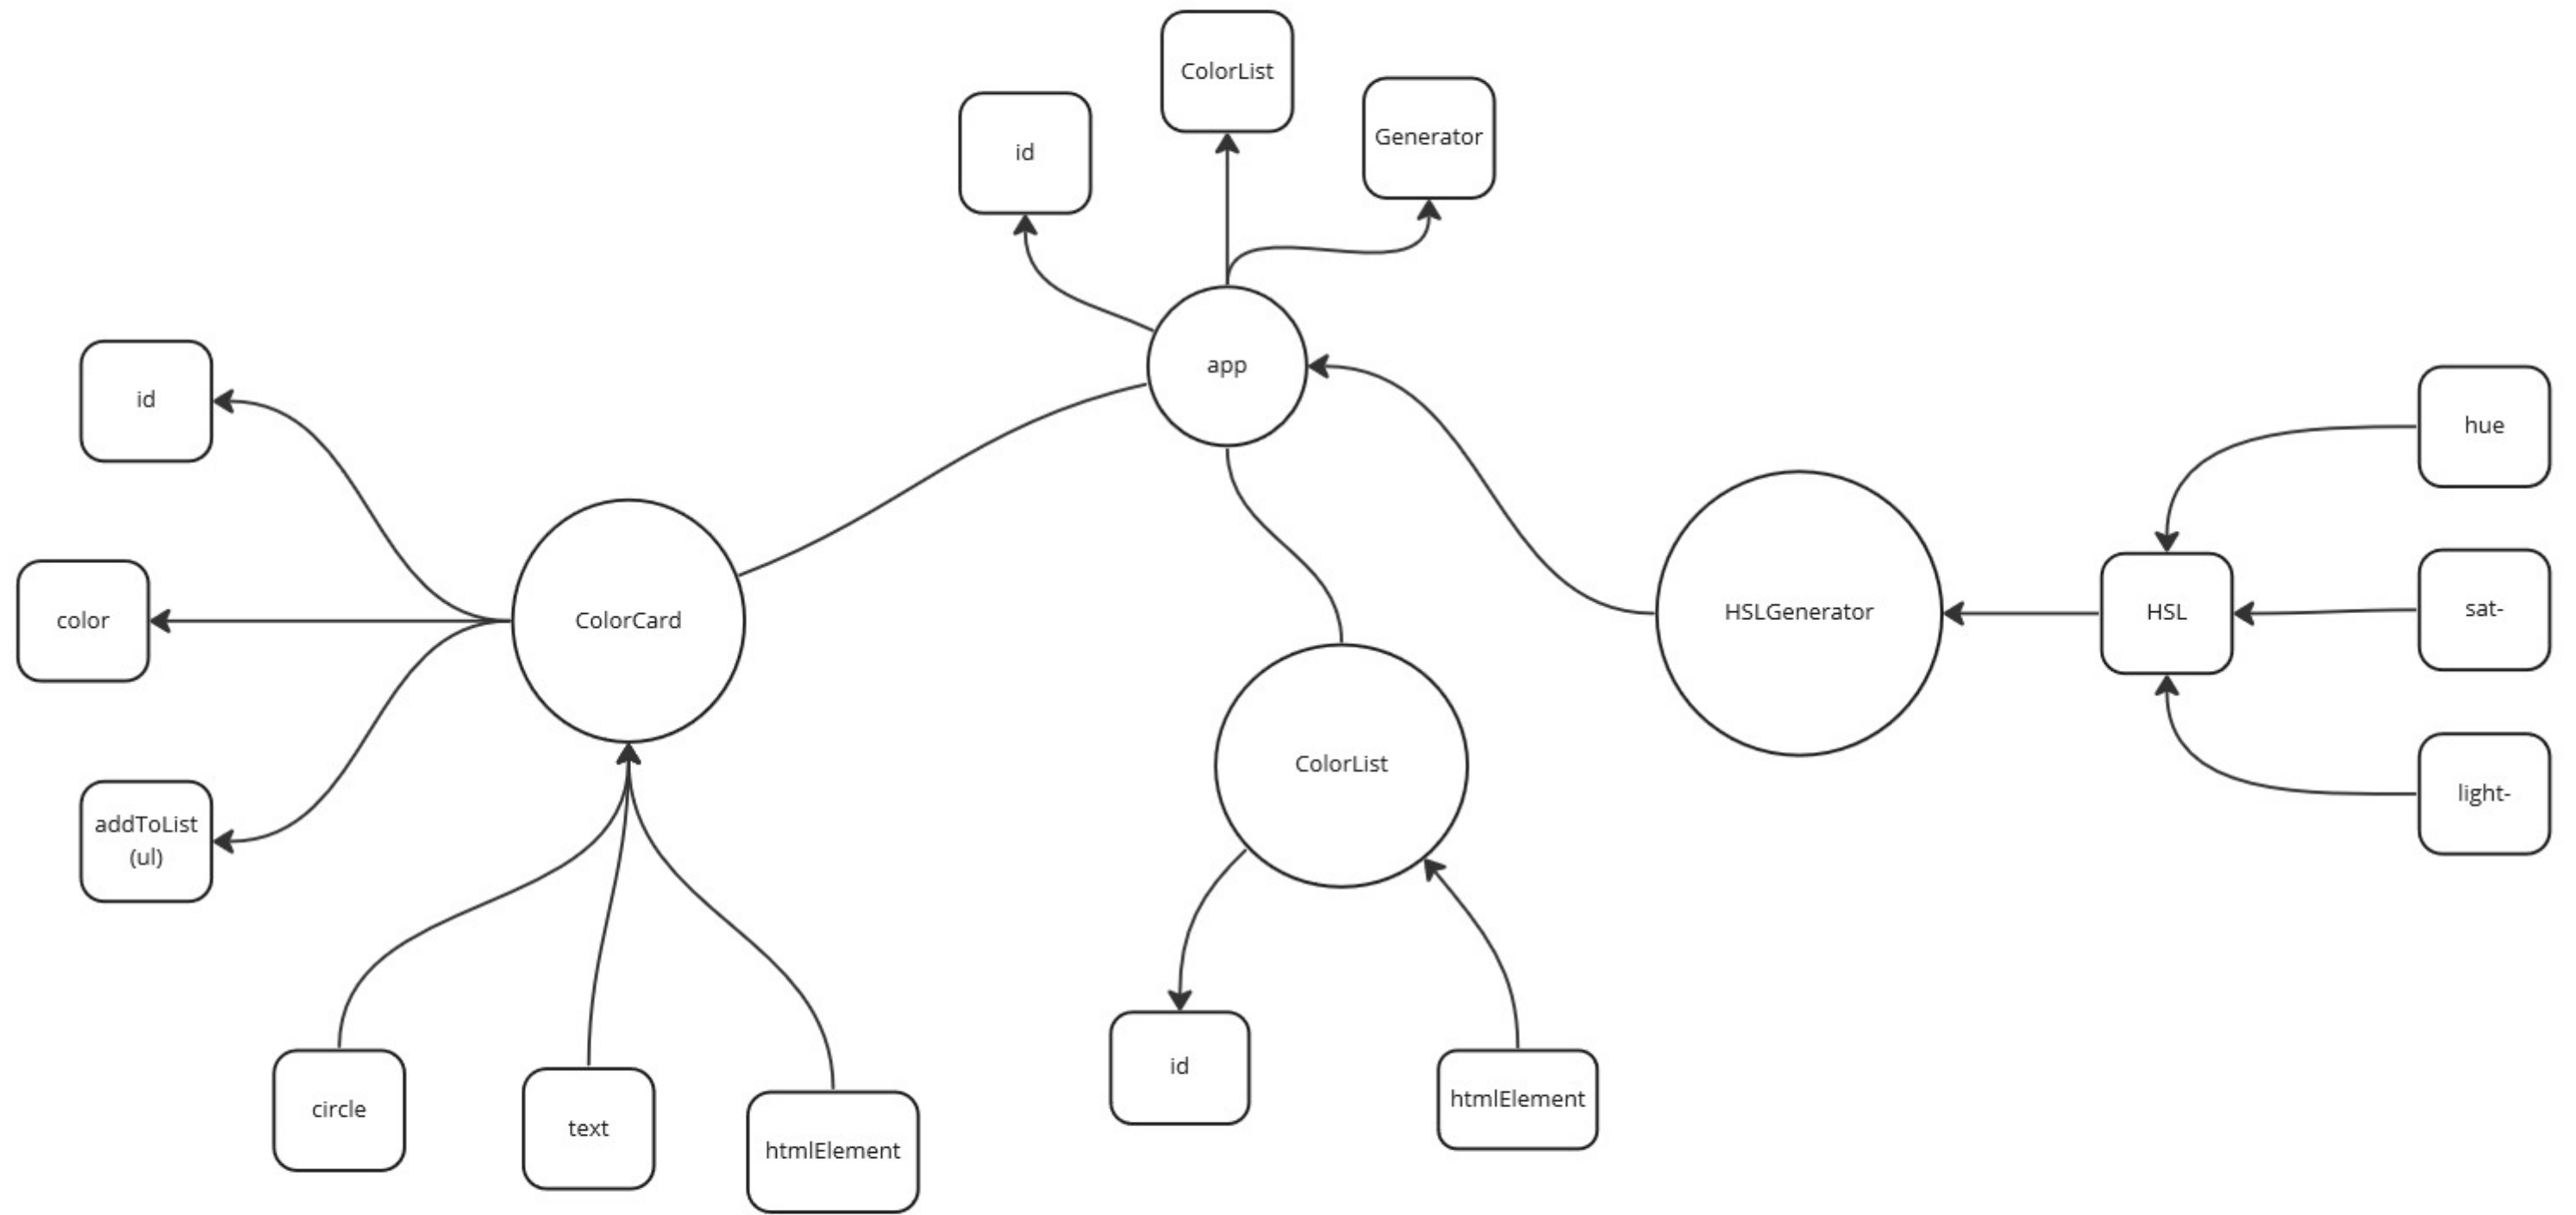 ColorList
Generator
id
app
id
hue
color
ColorCard
HSLGenerator
HSL
sat-
ColorList
light-
addToList
(ul)
id
htmlElement
circle
text
htmlElement